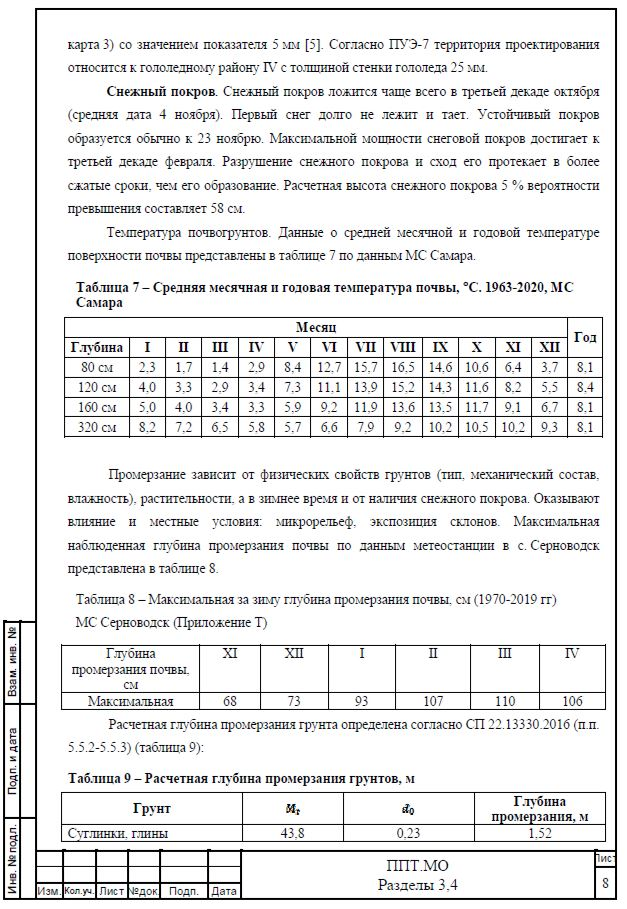 карта 3) со значением показателя 5 мм [5]. Согласно ПУЭ-7 территория проектирования
относится к гололедному району IV с толщиной стенки гололеда 25 мм.
Снежный покров. Снежный покров ложится чаще всего в третьей декаде октября
(средняя дата 4 ноября). Первый снег долго не лежит и тает. Устойчивый покров
образуется обычно к 23 ноябрю. Максимальной мощности снеговой покров достигает к
третьей декаде февраля. Разрушение снежного покрова и сход его протекает в более
сжатые сроки, чем его образование. Расчетная высота снежного покрова 5 % вероятности
превышения составляет 58 см.
Температура почвогрунтов. Данные о средней месячной и годовой температуре
поверхности почвы представлены в таблице 7 по данным МС Самара.
Таблица 7 – Средняя месячная и годовая температура почвы, °С. 1963-2020, МС
Самара
Месяц Год
Глубина I II III IV V VI VII VIII IX X XI XII
80 см 2,3 1,7 1,4 2,9 8,4 12,7 15,7 16,5 14,6 10,6 6,4 3,7 8,1
120 см 4,0 3,3 2,9 3,4 7,3 11,1 13,9 15,2 14,3 11,6 8,2 5,5 8,4
160 см 5,0 4,0 3,4 3,3 5,9 9,2 11,9 13,6 13,5 11,7 9,1 6,7 8,1
320 см 8,2 7,2 6,5 5,8 5,7 6,6 7,9 9,2 10,2 10,5 10,2 9,3 8,1
Промерзание зависит от физических свойств грунтов (тип, механический состав,
влажность), растительности, а в зимнее время и от наличия снежного покрова. Оказывают
влияние и местные условия: микрорельеф, экспозиция склонов. Максимальная
наблюденная глубина промерзания почвы по данным метеостанции в с. Серноводск
представлена в таблице 8.
Таблица 8 – Максимальная за зиму глубина промерзания почвы, см (1970-2019 гг)
МС Серноводск (Приложение Т)
Глубина XI XII I II III IV
промерзания почвы,
см
Максимальная 68 73 93 107 110 106
Расчетная глубина промерзания грунта определена согласно СП 22.13330.2016 (п.п.
5.5.2-5.5.3) (таблица 9):
Таблица 9 – Расчетная глубина промерзания грунтов, м
Грунт Mt d0 Глубина
промерзания, м
Суглинки, глины 43,8 0,23 1,52
Взам. инв. №
Подп. и дата
Инв. № подл.
Изм. Кол.уч. Лист №док Подп. Дата
ППТ.МО
Разделы 3,4
Лист
8